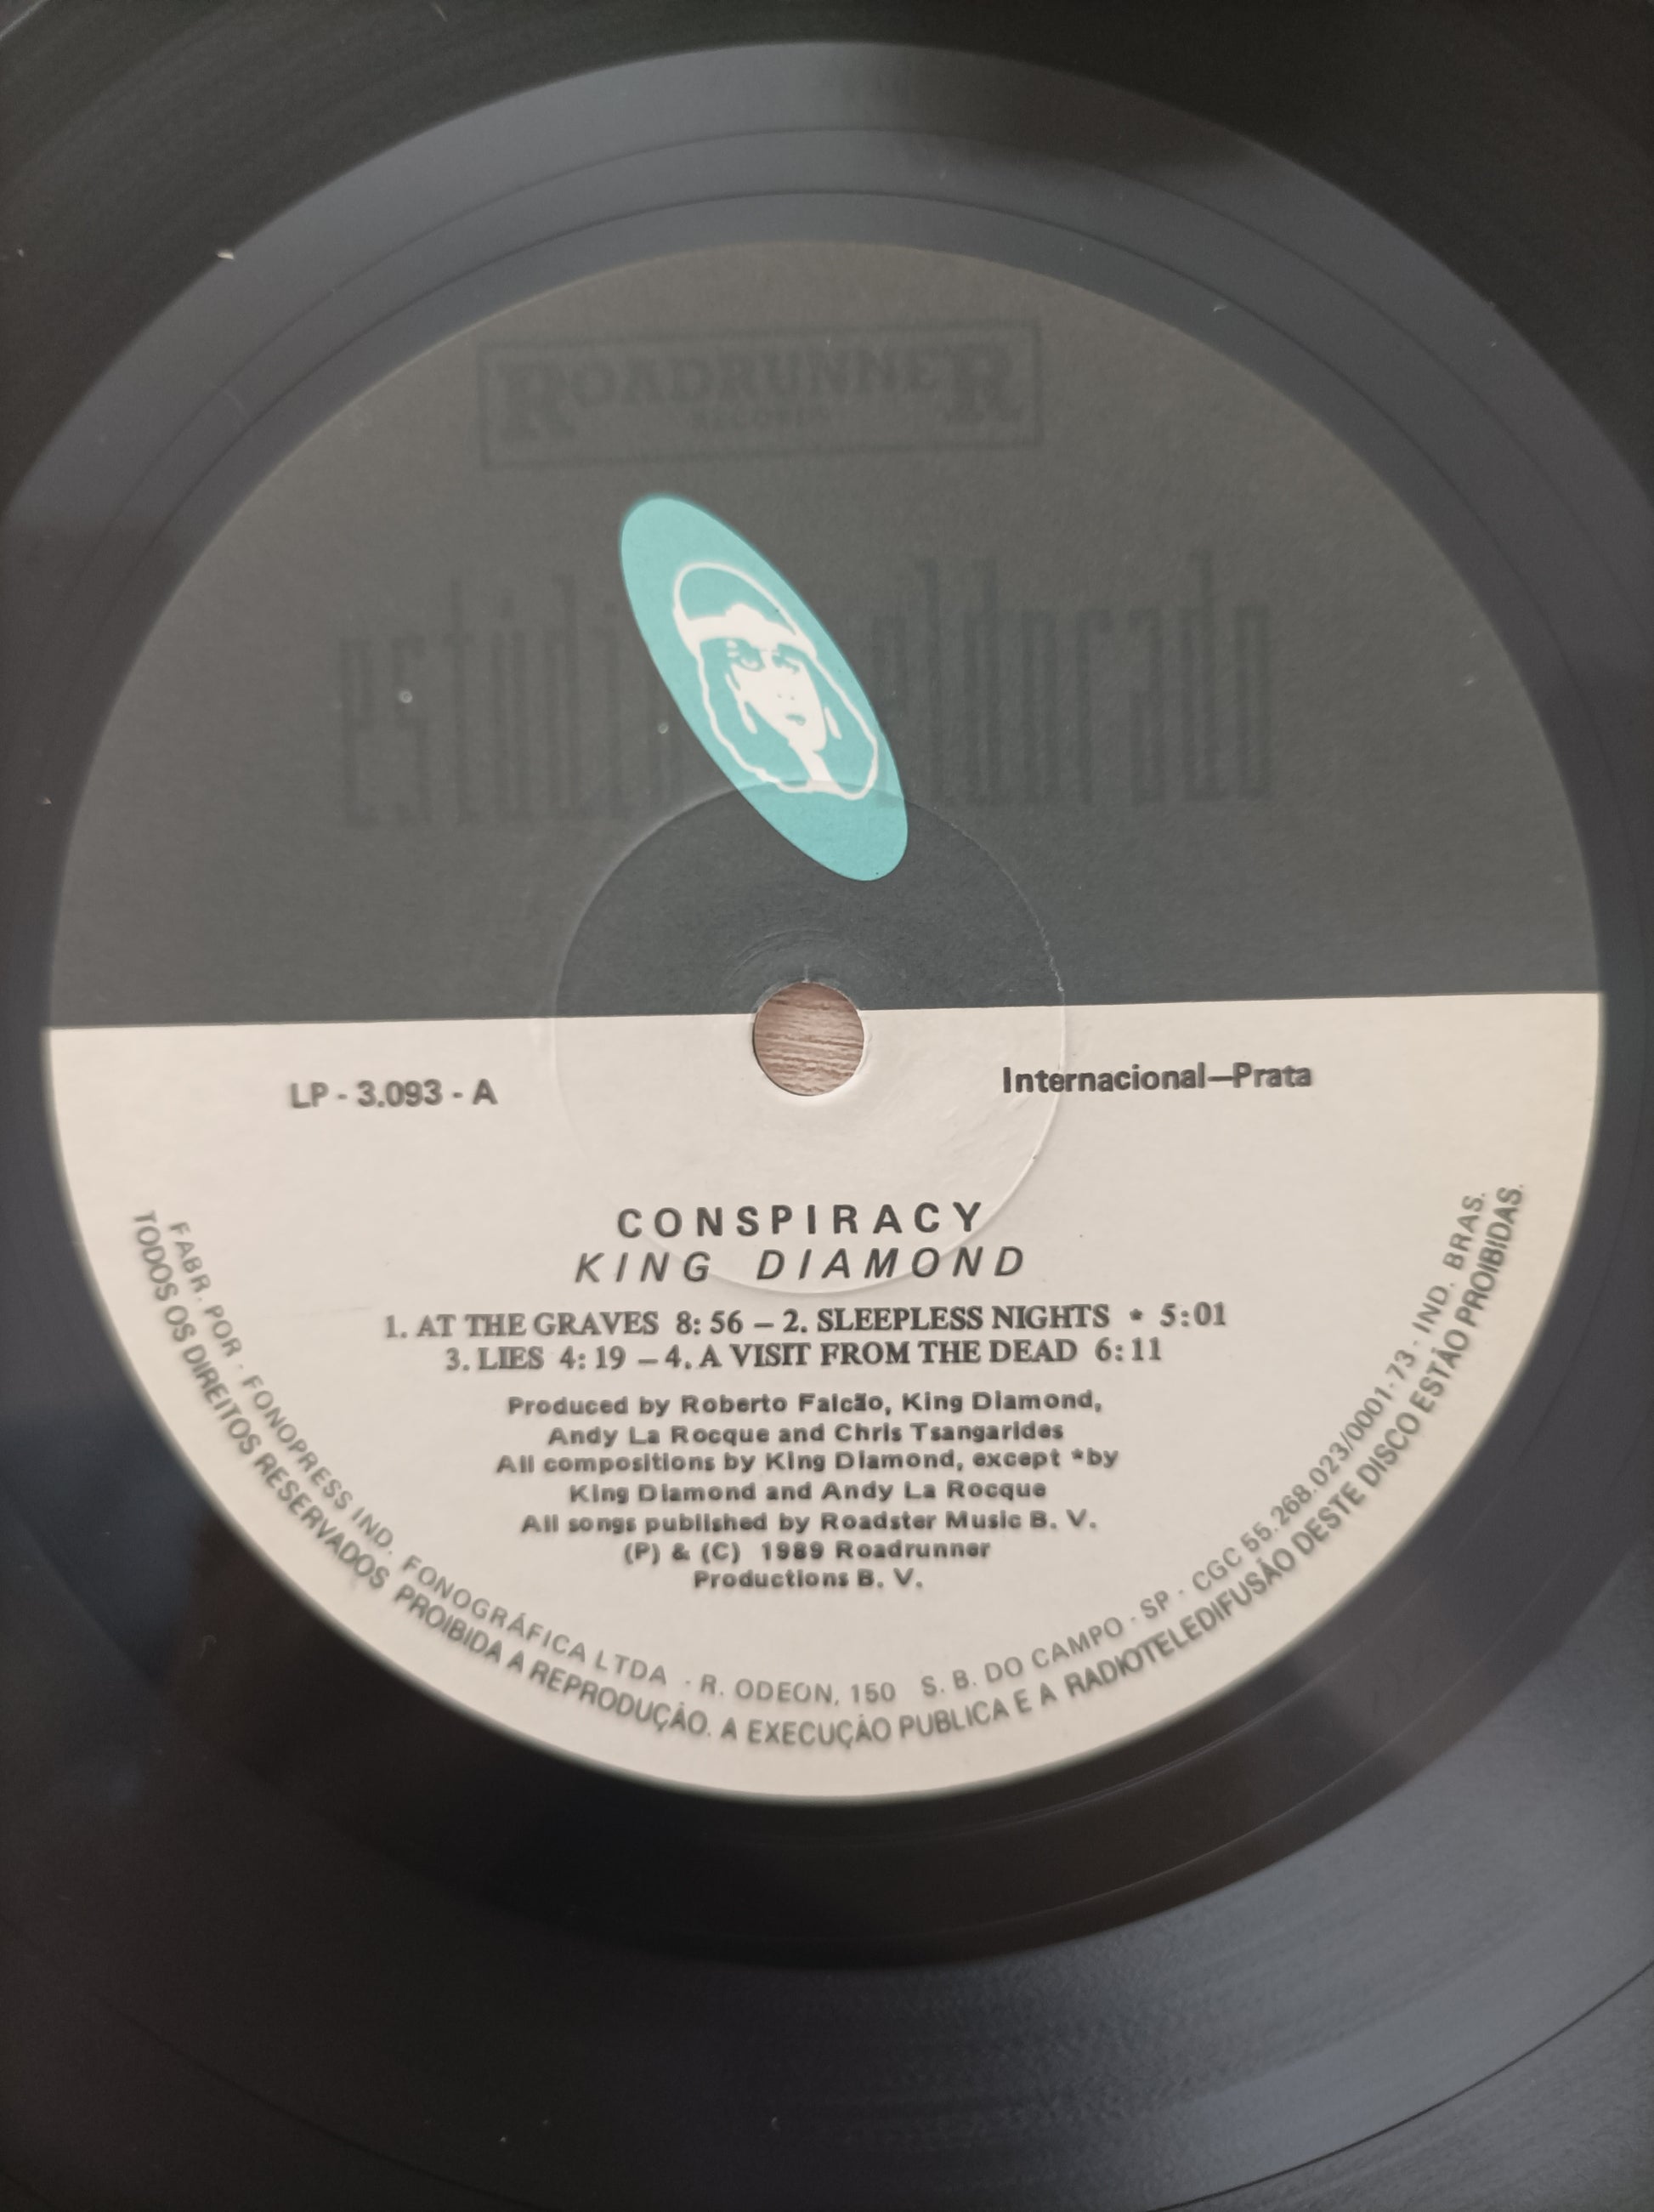 ROADRUNNER
RECORDS
estúdio eldorado
LP - 3.093 - A
Internacional—Prata
CONSPIRACY
KING DIAMOND
1. AT THE GRAVES 8: 56 – 2. SLEEPLESS NIGHTS * 5:01
3. LIES 4: 19 – 4. A VISIT FROM THE DEAD 6: 11
Produced by Roberto Falcão, King Diamond,
Andy La Rocque and Chris Tsangarides
All compositions by King Diamond, except *by
King Diamond and Andy La Rocque
All songs published by Roadster Music B. V.
(P) & (C) 1989 Roadrunner
Productions B. V.
FABR. POR - FONOPRESS IND. FONOGRÁFICA LTDA - R. ODEON, 150 S. B. DO CAMPO - SP - CGC 55.268.023/0001-73 - IND. BRAS.
TODOS OS DIREITOS RESERVADOS PROIBIDA A REPRODUÇÃO. A EXECUÇÃO PUBLICA E A RADIOTELEDIFUSÃO DESTE DISCO ESTÃO PROIBIDAS.